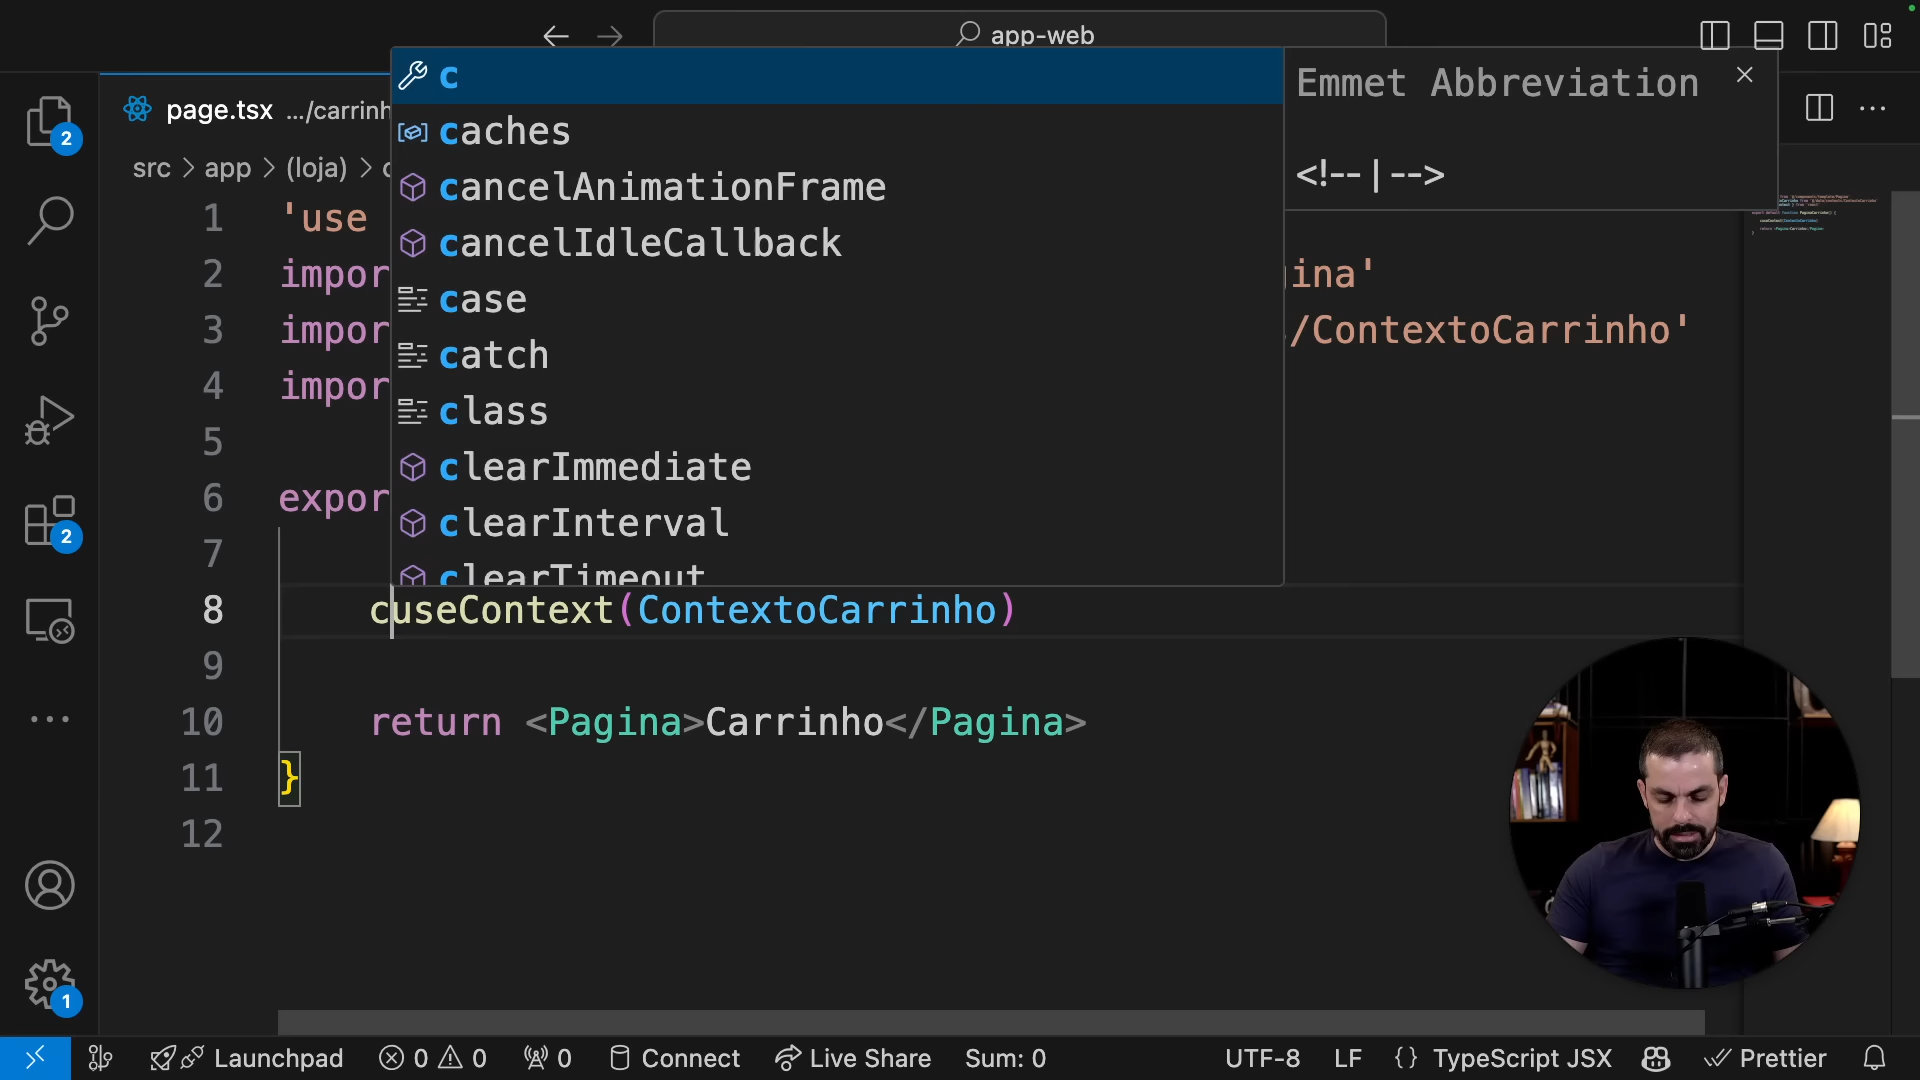 app-web
page.tsx .../carrinh
src > app > (loja) > c
c
caches
cancelAnimationFrame
cancelIdleCallback
case
catch
class
clearImmediate
clearInterval
clearTimeout
Emmet Abbreviation
<!--|-->
1 'use
2 impor gina'
3 impor /ContextoCarrinho'
4 impor
5
6 expor
7
8 cuseContext(ContextoCarrinho)
9
10 return <Pagina>Carrinho</Pagina>
11 }
12
2
2
1
Launchpad 0 0 0 Connect Live Share Sum: 0 UTF-8 LF {} TypeScript JSX Prettier